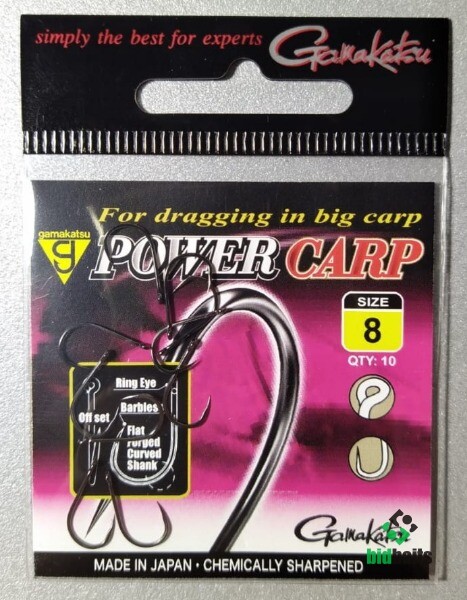 simply the best for experts
Gamakatsu
For dragging in big carp
gamakatsu
g
POWER CARP
SIZE
8
QTY: 10
Ring Eye
Off set
Barbless
Flat
Forged
Curved
Shank
Gamakatsu
bidbaits
MADE IN JAPAN • CHEMICALLY SHARPENED